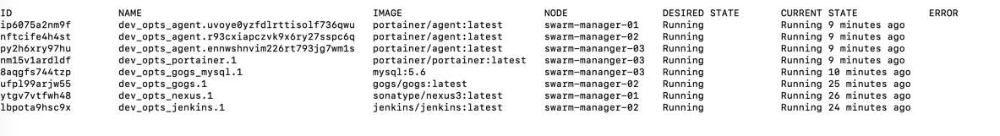 ID NAME IMAGE NODE DESIRED STATE CURRENT STATE ERROR
ip6075a2nm9f dev_opts_agent.uvoye0yzfdlrttisolf736qwu portainer/agent:latest swarm-manager-01 Running Running 9 minutes ago
nftcife4h4st dev_opts_agent.r93cxiapczvk9x6ry27sspc6q portainer/agent:latest swarm-manager-02 Running Running 9 minutes ago
py2h6xry97hu dev_opts_agent.ennwshnvim226rt793jg7wm1s portainer/agent:latest swarm-mananger-03 Running Running 9 minutes ago
nm15v1ardldf dev_opts_portainer.1 portainer/portainer:latest swarm-mananger-03 Running Running 9 minutes ago
8aqgfs744tzp dev_opts_gogs_mysql.1 mysql:5.6 swarm-mananger-03 Running Running 10 minutes ago
ufpl99arjw55 dev_opts_gogs.1 gogs/gogs:latest swarm-manager-02 Running Running 25 minutes ago
ytgv7vtfwh48 dev_opts_nexus.1 sonatype/nexus3:latest swarm-manager-01 Running Running 26 minutes ago
lbpota9hsc9x dev_opts_jenkins.1 jenkins/jenkins:latest swarm-manager-02 Running Running 24 minutes ago